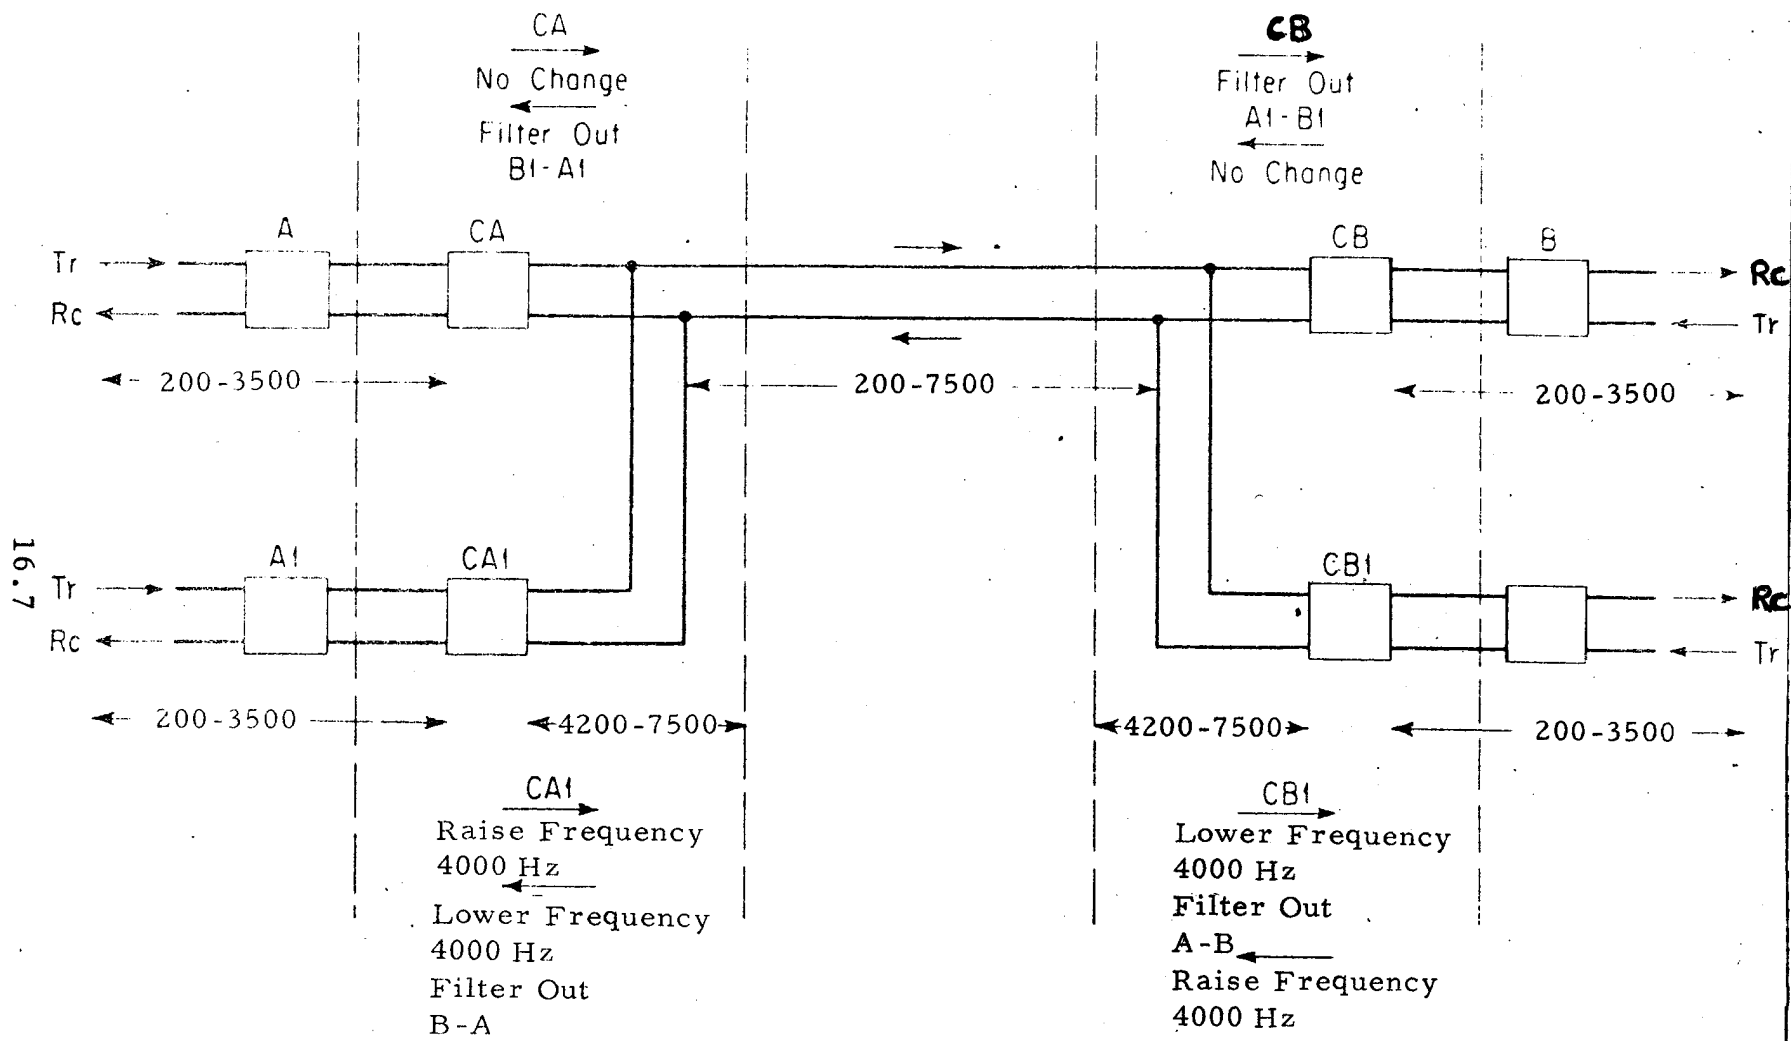 CA
No Change
Filter Out
B1-A1
CB
Filter Out
A1-B1
No Change
A
CA
CB
B
Tr
Rc
Rc
Tr
200-3500
200-7500
200-3500
A1
CA1
CB1
Tr
Rc
Rc
Tr
16.7
200-3500
4200-7500
4200-7500
200-3500
CA1
Raise Frequency
4000 Hz
Lower Frequency
4000 Hz
Filter Out
B-A
CB1
Lower Frequency
4000 Hz
Filter Out
A-B
Raise Frequency
4000 Hz